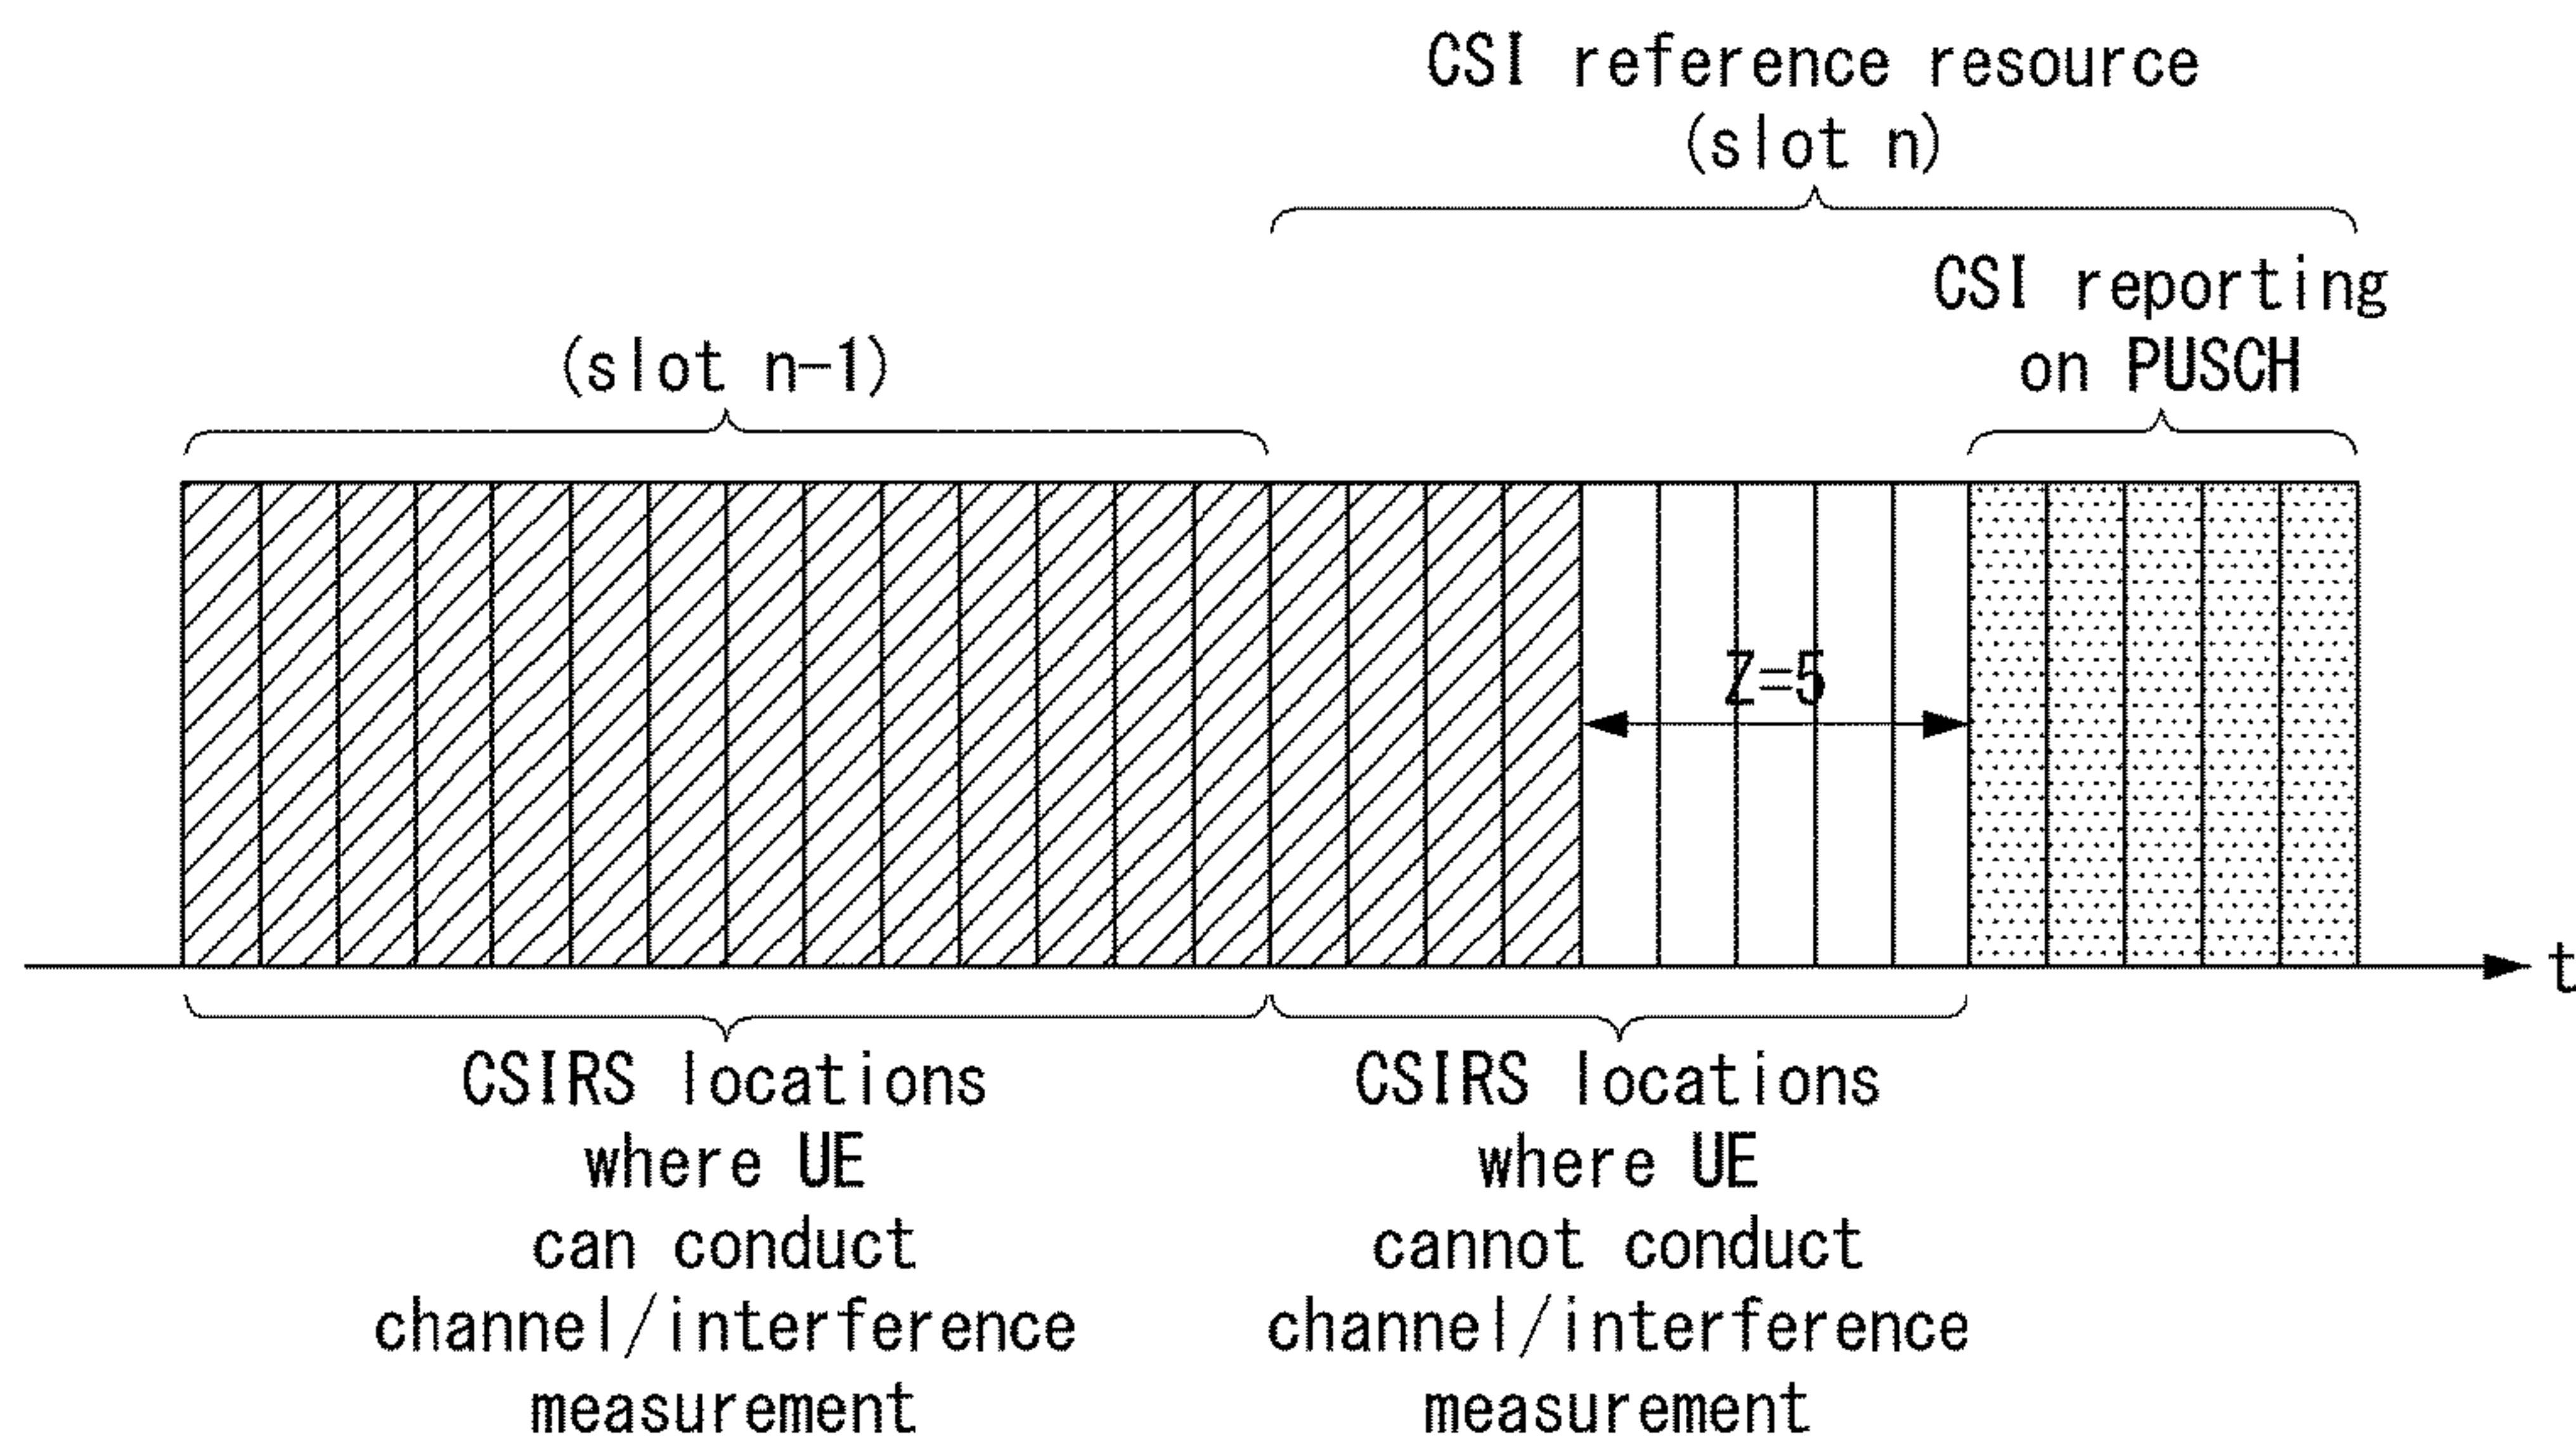 CSI reference resource
(slot n)
CSI reporting
on PUSCH
(slot n-1)
Z=5
t
CSIRS locations
where UE
can conduct
channel/interference
measurement
CSIRS locations
where UE
cannot conduct
channel/interference
measurement